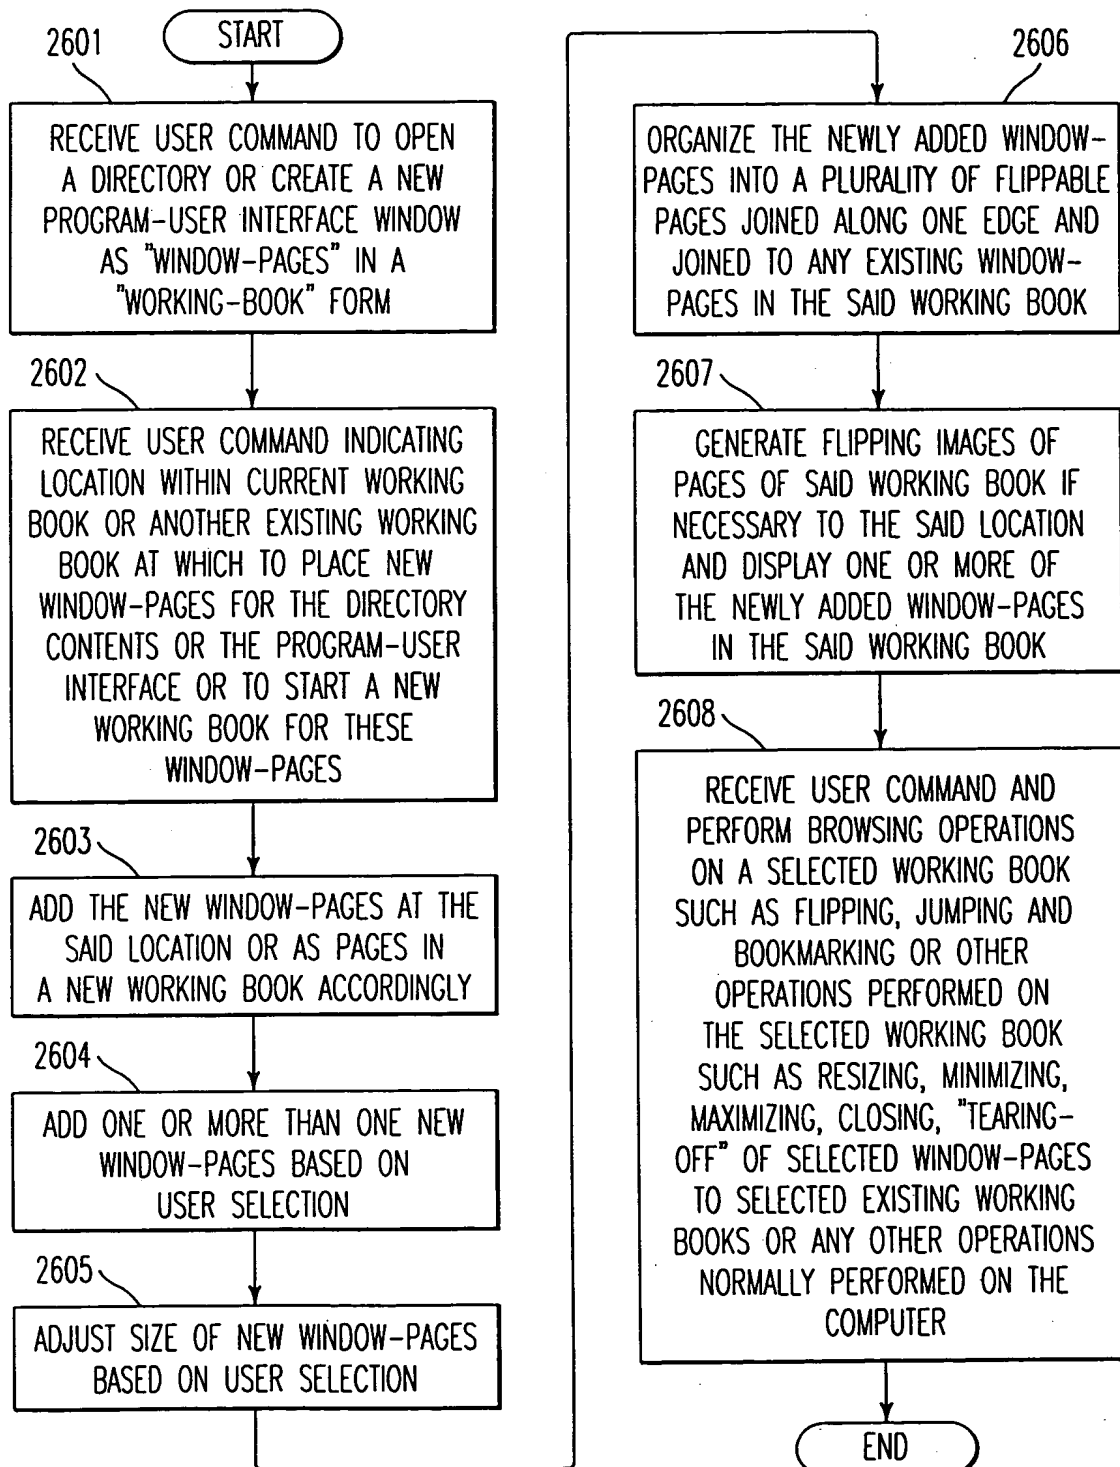 START
2601
RECEIVE USER COMMAND TO OPEN
A DIRECTORY OR CREATE A NEW
PROGRAM-USER INTERFACE WINDOW
AS "WINDOW-PAGES" IN A
"WORKING-BOOK" FORM
2602
RECEIVE USER COMMAND INDICATING
LOCATION WITHIN CURRENT WORKING
BOOK OR ANOTHER EXISTING WORKING
BOOK AT WHICH TO PLACE NEW
WINDOW-PAGES FOR THE DIRECTORY
CONTENTS OR THE PROGRAM-USER
INTERFACE OR TO START A NEW
WORKING BOOK FOR THESE
WINDOW-PAGES
2603
ADD THE NEW WINDOW-PAGES AT THE
SAID LOCATION OR AS PAGES IN
A NEW WORKING BOOK ACCORDINGLY
2604
ADD ONE OR MORE THAN ONE NEW
WINDOW-PAGES BASED ON
USER SELECTION
2605
ADJUST SIZE OF NEW WINDOW-PAGES
BASED ON USER SELECTION
2606
ORGANIZE THE NEWLY ADDED WINDOW-
PAGES INTO A PLURALITY OF FLIPPABLE
PAGES JOINED ALONG ONE EDGE AND
JOINED TO ANY EXISTING WINDOW-
PAGES IN THE SAID WORKING BOOK
2607
GENERATE FLIPPING IMAGES OF
PAGES OF SAID WORKING BOOK IF
NECESSARY TO THE SAID LOCATION
AND DISPLAY ONE OR MORE OF
THE NEWLY ADDED WINDOW-PAGES
IN THE SAID WORKING BOOK
2608
RECEIVE USER COMMAND AND
PERFORM BROWSING OPERATIONS
ON A SELECTED WORKING BOOK
SUCH AS FLIPPING, JUMPING AND
BOOKMARKING OR OTHER
OPERATIONS PERFORMED ON
THE SELECTED WORKING BOOK
SUCH AS RESIZING, MINIMIZING,
MAXIMIZING, CLOSING, "TEARING-
OFF" OF SELECTED WINDOW-PAGES
TO SELECTED EXISTING WORKING
BOOKS OR ANY OTHER OPERATIONS
NORMALLY PERFORMED ON THE
COMPUTER
END